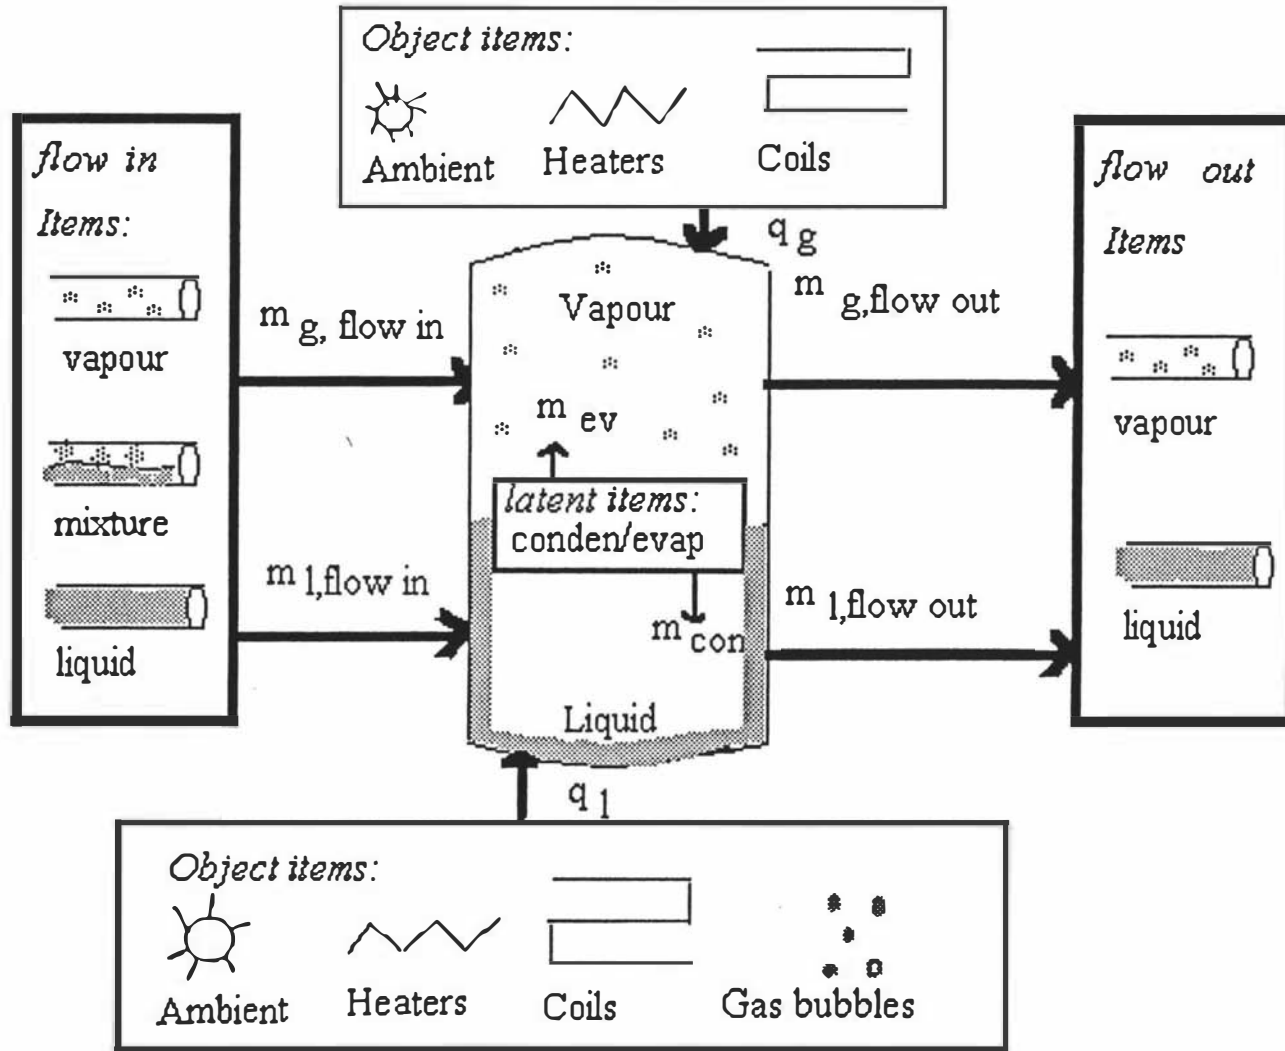 Object items:
Ambient
Heaters
Coils
flow in
Items:
vapour
mixture
liquid
m g, flow in
m l,flow in
q g
Vapour
m ev
latent items:
conden/evap
m con
Liquid
q l
m g,flow out
m l,flow out
flow out
Items
vapour
liquid
Object items:
Ambient
Heaters
Coils
Gas bubbles